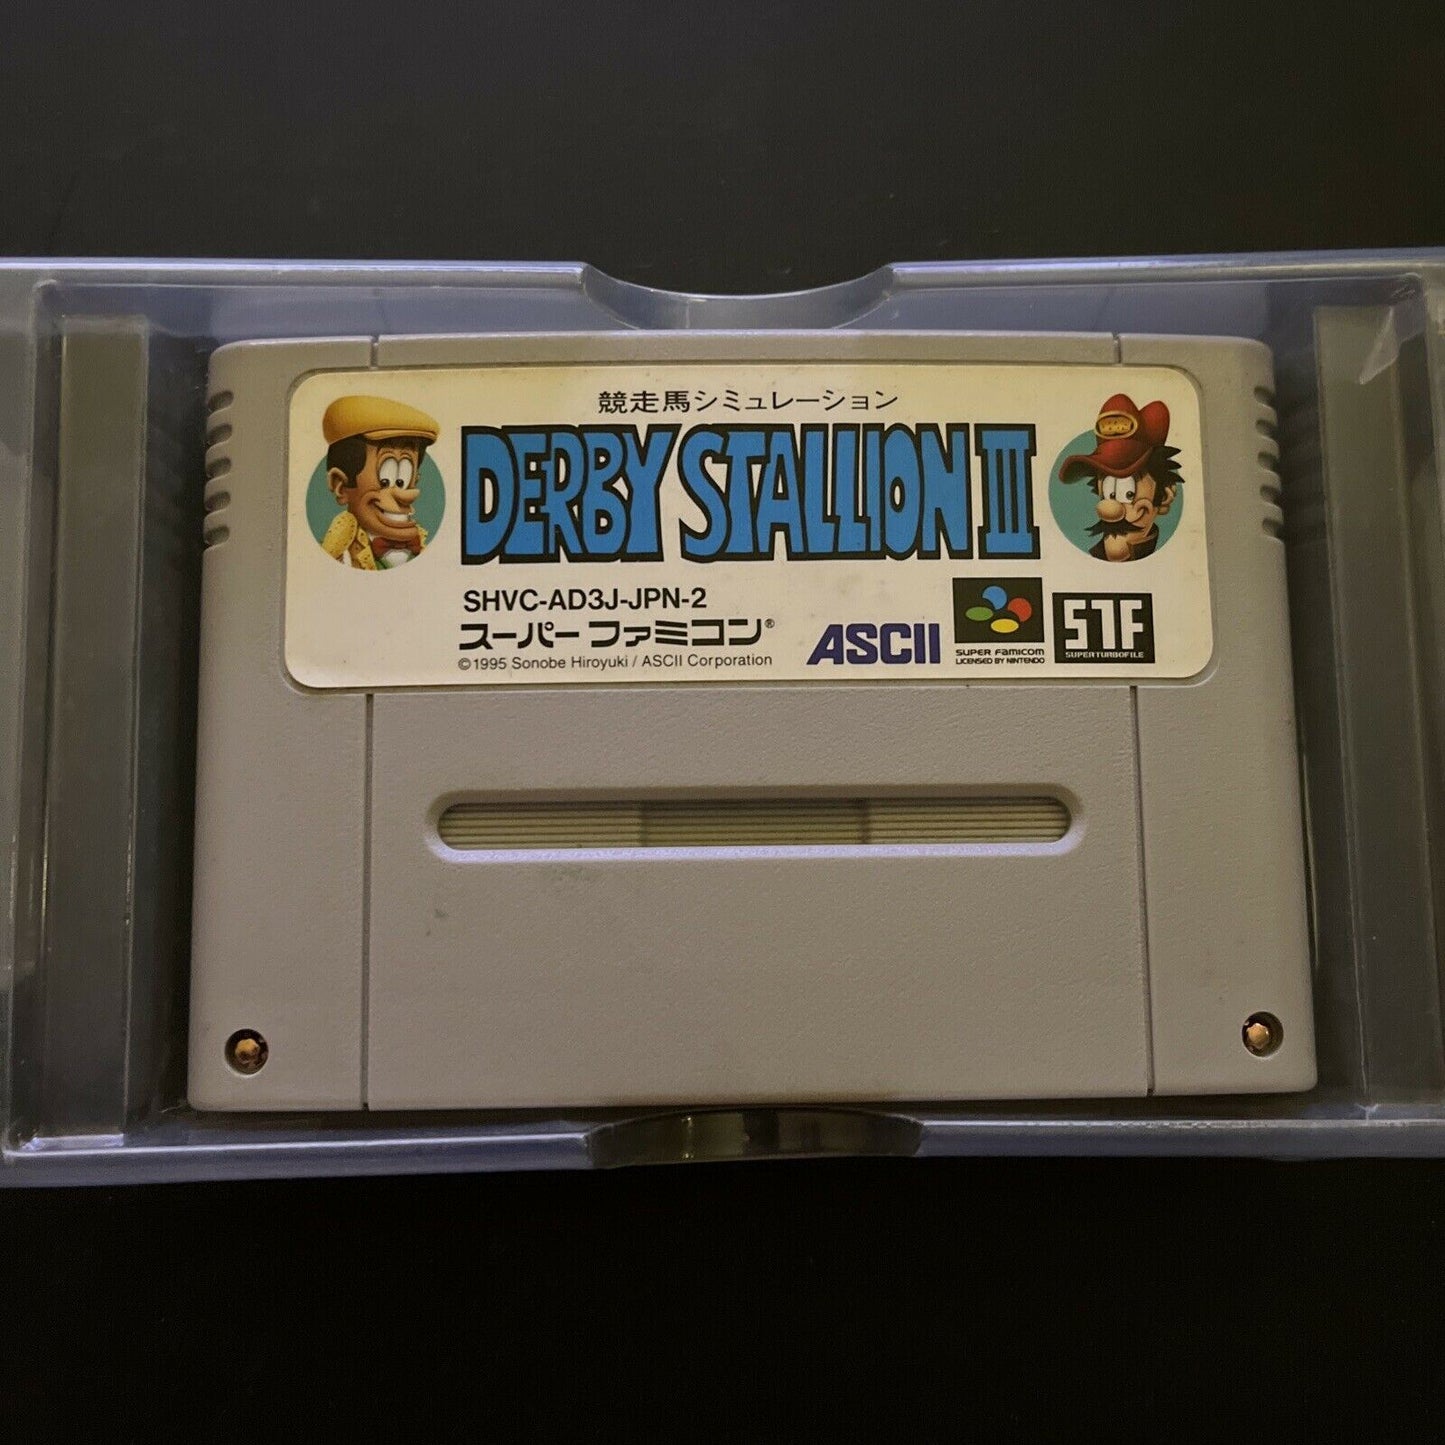 競走馬シミュレーション
DERBY STALLION III
SHVC-AD3J-JPN-2
スーパーファミコン®
©1995 Sonobe Hiroyuki / ASCII Corporation
ASCII
SUPER FAMICOM
LICENSED BY NINTENDO
STF
SUPERTURBOFILE